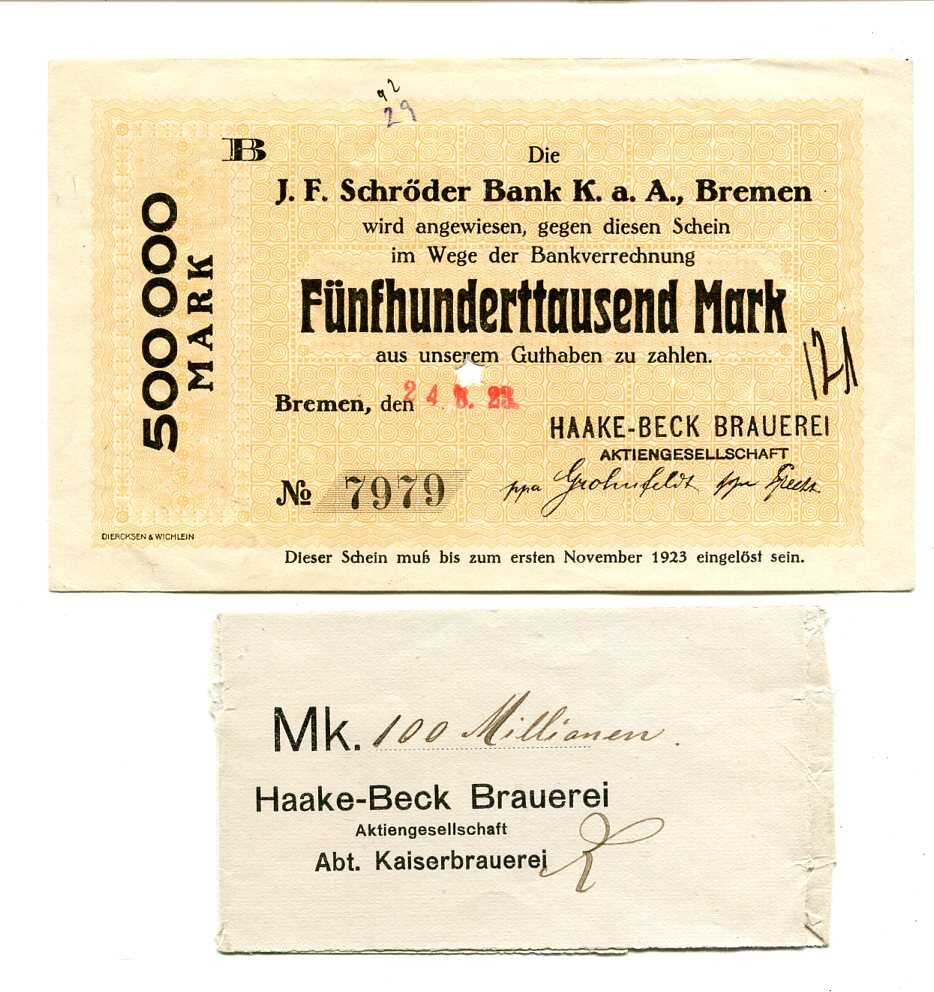 92
29
B
500000
MARK
Die
J. F. Schröder Bank K. a. A., Bremen
wird angewiesen, gegen diesen Schein
im Wege der Bankverrechnung
Fünfhunderttausend Mark
aus unserem Guthaben zu zahlen.
121
Bremen, den 24. 8. 23.
HAAKE-BECK BRAUEREI
AKTIENGESELLSCHAFT
№ 7979
ppa Grohnfeldt ppa
DIERCKSEN & WICHLEIN
Dieser Schein muß bis zum ersten November 1923 eingelöst sein.
Mk. 100 Millionen.
Haake-Beck Brauerei
Aktiengesellschaft
Abt. Kaiserbrauerei